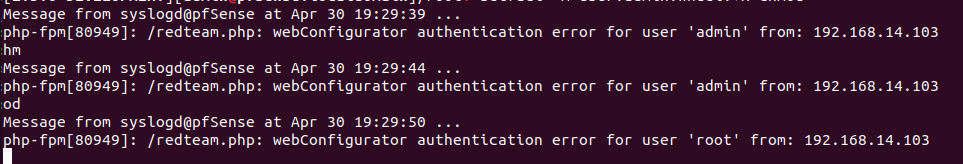 Message from syslogd@pfSense at Apr 30 19:29:39 ...
php-fpm[80949]: /redteam.php: webConfigurator authentication error for user 'admin' from: 192.168.14.103
hm
Message from syslogd@pfSense at Apr 30 19:29:44 ...
php-fpm[80949]: /redteam.php: webConfigurator authentication error for user 'admin' from: 192.168.14.103
od
Message from syslogd@pfSense at Apr 30 19:29:50 ...
php-fpm[80949]: /redteam.php: webConfigurator authentication error for user 'root' from: 192.168.14.103